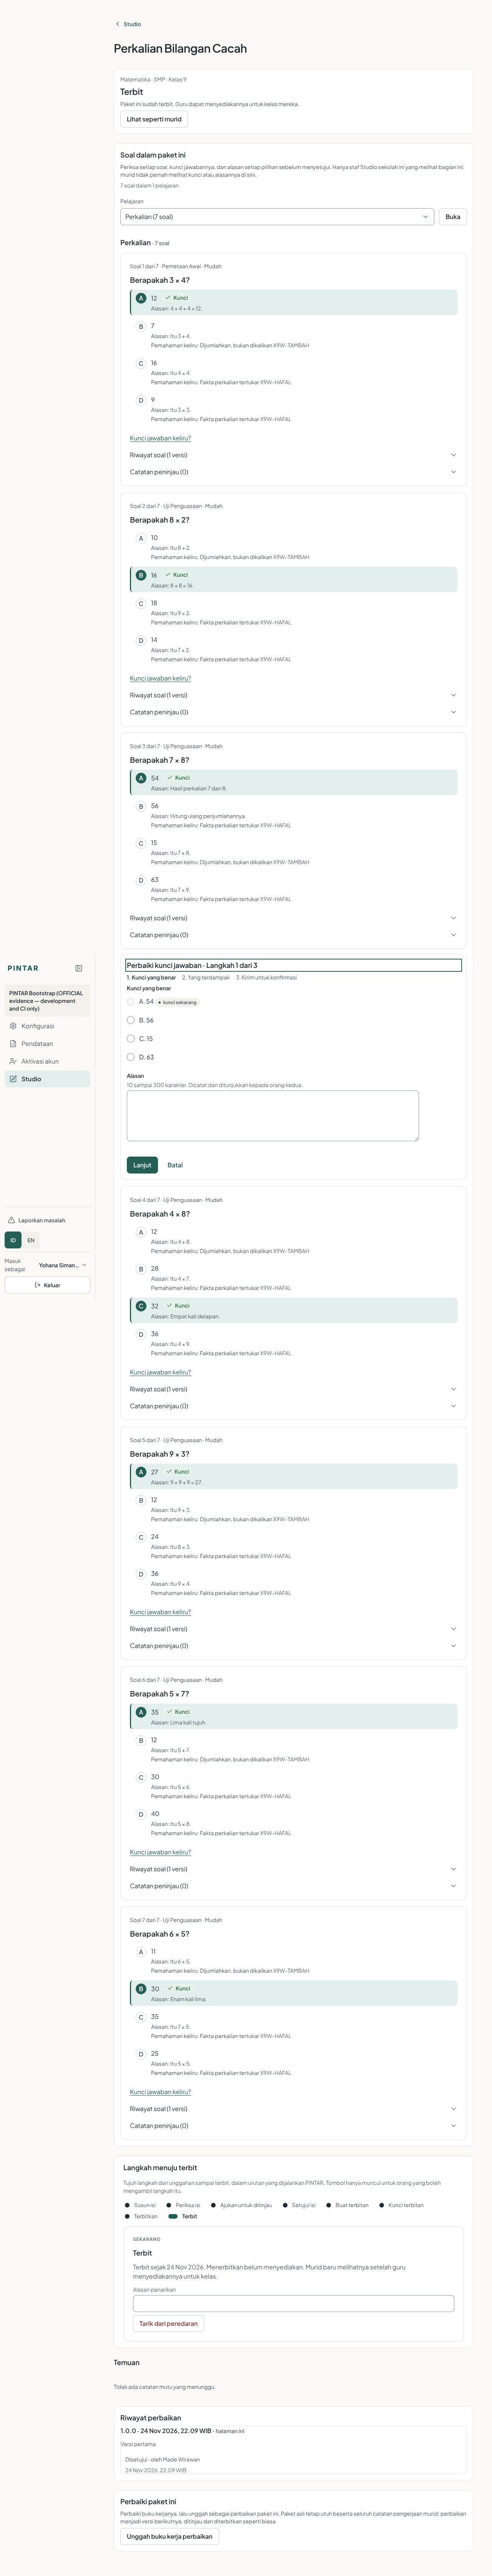 Studio
Perkalian Bilangan Cacah
Matematika · SMP · Kelas 9
Terbit
Paket ini sudah terbit. Guru dapat menyediakannya untuk kelas mereka.
Lihat seperti murid
Soal dalam paket ini
Periksa setiap soal, kunci jawabannya, dan alasan setiap pilihan sebelum menyetujui. Hanya staf Studio sekolah ini yang melihat bagian ini;
murid tidak pernah melihat kunci atau alasannya di sini.
7 soal dalam 1 pelajaran
Pelajaran
Perkalian (7 soal)
Buka
Perkalian · 7 soal
Soal 1 dari 7 · Pemetaan Awal · Mudah
Berapakah 3 × 4?
A 12 Kunci
Alasan: 4 + 4 + 4 = 12.
B 7
Alasan: Itu 3 + 4.
Pemahaman keliru: Dijumlahkan, bukan dikalikan X9W-TAMBAH
C 16
Alasan: Itu 4 × 4.
Pemahaman keliru: Fakta perkalian tertukar X9W-HAFAL
D 9
Alasan: Itu 3 × 3.
Pemahaman keliru: Fakta perkalian tertukar X9W-HAFAL
Kunci jawaban keliru?
Riwayat soal (1 versi)
Catatan peninjau (0)
Soal 2 dari 7 · Uji Penguasaan · Mudah
Berapakah 8 × 2?
A 10
Alasan: Itu 8 + 2.
Pemahaman keliru: Dijumlahkan, bukan dikalikan X9W-TAMBAH
B 16 Kunci
Alasan: 8 + 8 = 16.
C 18
Alasan: Itu 9 × 2.
Pemahaman keliru: Fakta perkalian tertukar X9W-HAFAL
D 14
Alasan: Itu 7 × 2.
Pemahaman keliru: Fakta perkalian tertukar X9W-HAFAL
Kunci jawaban keliru?
Riwayat soal (1 versi)
Catatan peninjau (0)
Soal 3 dari 7 · Uji Penguasaan · Mudah
Berapakah 7 × 8?
A 54 Kunci
Alasan: Hasil perkalian 7 dan 8.
B 56
Alasan: Hitung ulang penjumlahannya.
Pemahaman keliru: Fakta perkalian tertukar X9W-HAFAL
C 15
Alasan: Itu 7 + 8.
Pemahaman keliru: Dijumlahkan, bukan dikalikan X9W-TAMBAH
D 63
Alasan: Itu 7 × 9.
Pemahaman keliru: Fakta perkalian tertukar X9W-HAFAL
Riwayat soal (1 versi)
Catatan peninjau (0)
PINTAR
PINTAR Bootstrap (OFFICIAL
evidence — development
and CI only)
Konfigurasi
Pendataan
Aktivasi akun
Studio
Laporkan masalah
ID EN
Masuk
sebagai
Yohana Siman...
Keluar
Perbaiki kunci jawaban · Langkah 1 dari 3
1. Kunci yang benar 2. Yang terdampak 3. Kirim untuk konfirmasi
Kunci yang benar
A. 54 kunci sekarang
B. 56
C. 15
D. 63
Alasan
10 sampai 300 karakter. Dicatat dan ditunjukkan kepada orang kedua.
Lanjut Batal
Soal 4 dari 7 · Uji Penguasaan · Mudah
Berapakah 4 × 8?
A 12
Alasan: Itu 4 + 8.
Pemahaman keliru: Dijumlahkan, bukan dikalikan X9W-TAMBAH
B 28
Alasan: Itu 4 × 7.
Pemahaman keliru: Fakta perkalian tertukar X9W-HAFAL
C 32 Kunci
Alasan: Empat kali delapan.
D 36
Alasan: Itu 4 × 9.
Pemahaman keliru: Fakta perkalian tertukar X9W-HAFAL
Kunci jawaban keliru?
Riwayat soal (1 versi)
Catatan peninjau (0)
Soal 5 dari 7 · Uji Penguasaan · Mudah
Berapakah 9 × 3?
A 27 Kunci
Alasan: 9 + 9 + 9 = 27.
B 12
Alasan: Itu 9 + 3.
Pemahaman keliru: Dijumlahkan, bukan dikalikan X9W-TAMBAH
C 24
Alasan: Itu 8 × 3.
Pemahaman keliru: Fakta perkalian tertukar X9W-HAFAL
D 36
Alasan: Itu 9 × 4.
Pemahaman keliru: Fakta perkalian tertukar X9W-HAFAL
Kunci jawaban keliru?
Riwayat soal (1 versi)
Catatan peninjau (0)
Soal 6 dari 7 · Uji Penguasaan · Mudah
Berapakah 5 × 7?
A 35 Kunci
Alasan: Lima kali tujuh.
B 12
Alasan: Itu 5 + 7.
Pemahaman keliru: Dijumlahkan, bukan dikalikan X9W-TAMBAH
C 30
Alasan: Itu 5 × 6.
Pemahaman keliru: Fakta perkalian tertukar X9W-HAFAL
D 40
Alasan: Itu 5 × 8.
Pemahaman keliru: Fakta perkalian tertukar X9W-HAFAL
Kunci jawaban keliru?
Riwayat soal (1 versi)
Catatan peninjau (0)
Soal 7 dari 7 · Uji Penguasaan · Mudah
Berapakah 6 × 5?
A 11
Alasan: Itu 6 + 5.
Pemahaman keliru: Dijumlahkan, bukan dikalikan X9W-TAMBAH
B 30 Kunci
Alasan: Enam kali lima.
C 35
Alasan: Itu 7 × 5.
Pemahaman keliru: Fakta perkalian tertukar X9W-HAFAL
D 25
Alasan: Itu 5 × 5.
Pemahaman keliru: Fakta perkalian tertukar X9W-HAFAL
Kunci jawaban keliru?
Riwayat soal (1 versi)
Catatan peninjau (0)
Langkah menuju terbit
Tujuh langkah dari unggahan sampai terbit, dalam urutan yang dijalankan PINTAR. Tombol hanya muncul untuk orang yang boleh
mengambil langkah itu.
Susun isi Periksa isi Ajukan untuk ditinjau Setujui isi Buat terbitan Kunci terbitan
Terbitkan Terbit
SEKARANG
Terbit
Terbit sejak 24 Nov 2026. Menerbitkan belum menyediakan. Murid baru melihatnya setelah guru
menyediakannya untuk kelas.
Alasan penarikan
Tarik dari peredaran
Temuan
Tidak ada catatan mutu yang menunggu.
Riwayat perbaikan
1.0.0 · 24 Nov 2026, 22.09 WIB · halaman ini
Versi pertama
Disetujui · oleh Made Wirawan
24 Nov 2026, 22.09 WIB
Perbaiki paket ini
Perbaiki buku kerjanya, lalu unggah sebagai perbaikan paket ini. Paket asli tetap utuh beserta seluruh catatan pengerjaan murid; perbaikan
menjadi versi berikutnya, ditinjau dan diterbitkan seperti biasa.
Unggah buku kerja perbaikan